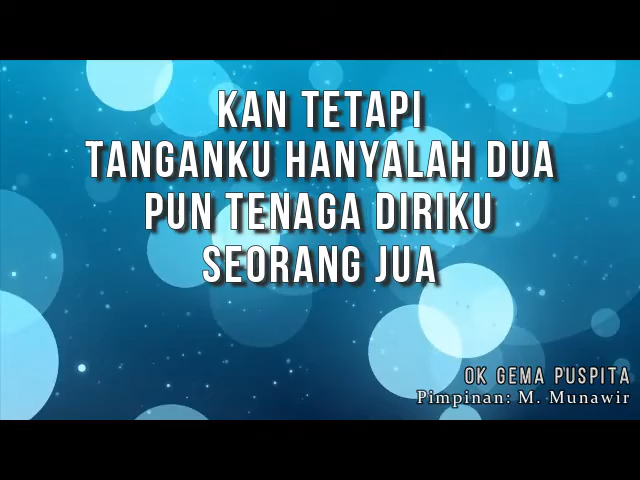 KAN TETAPI
TANGANKU HANYALAH DUA
PUN TENAGA DIRIKU
SEORANG JUA
OK GEMA PUSPITA
Pimpinan: M. Munawir